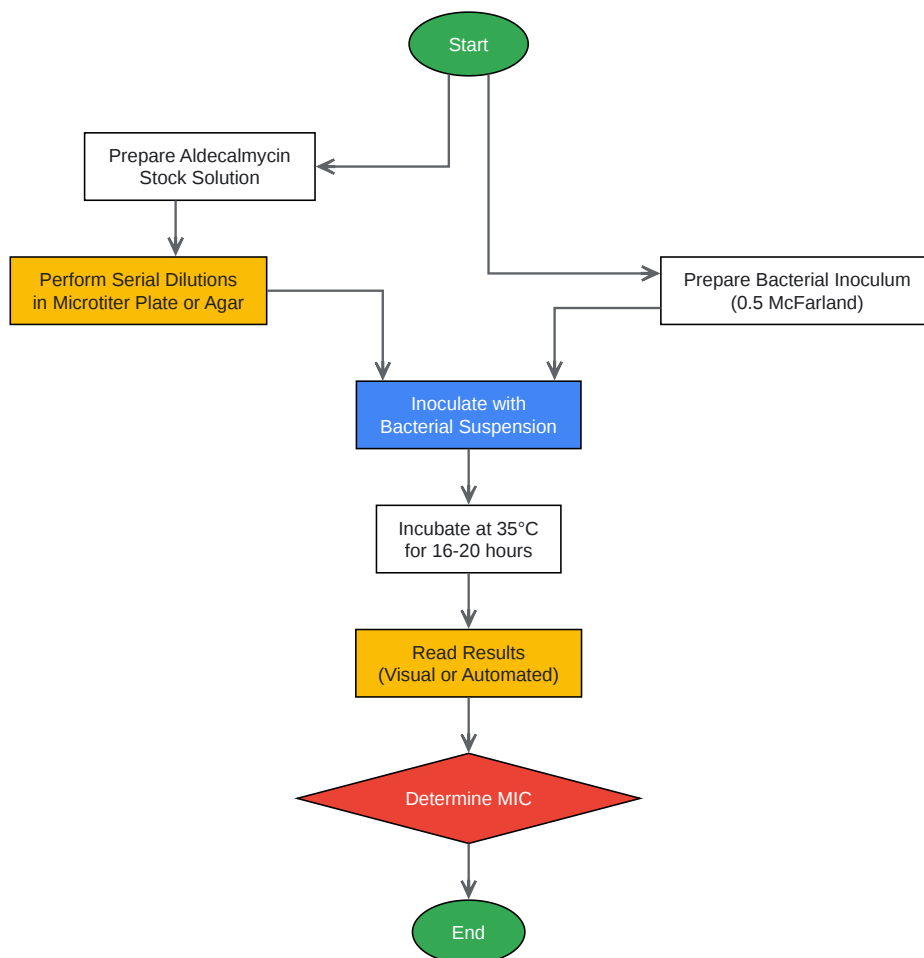 Start
Prepare Aldecalmycin
Stock Solution
Perform Serial Dilutions
in Microtiter Plate or Agar
Prepare Bacterial Inoculum
(0.5 McFarland)
Inoculate with
Bacterial Suspension
Incubate at 35°C
for 16-20 hours
Read Results
(Visual or Automated)
Determine MIC
End